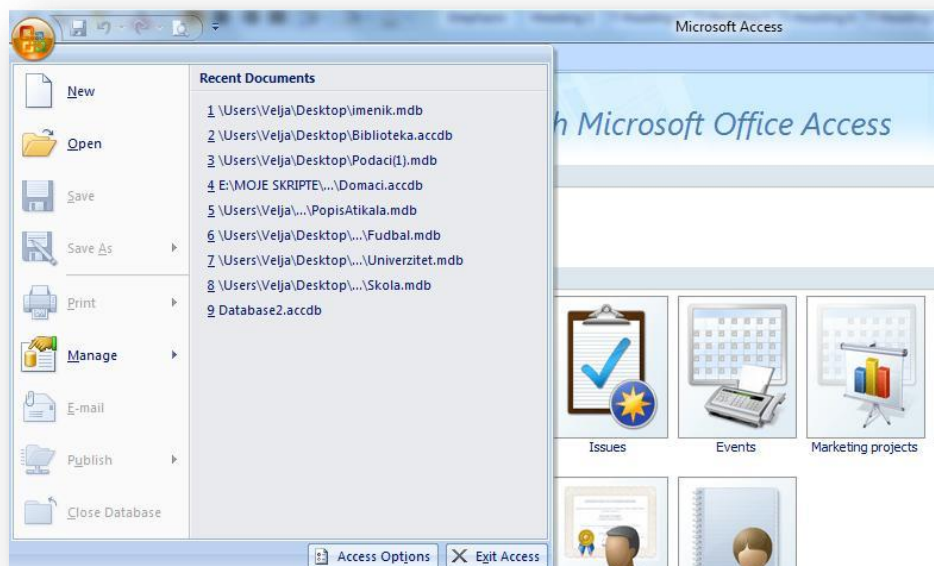 Microsoft Access
New
Open
Save
Save As
Print
Manage
E-mail
Publish
Close Database
Recent Documents
1 \Users\Velja\Desktop\imenik.mdb
2 \Users\Velja\Desktop\Biblioteka.accdb
3 \Users\Velja\Desktop\Podaci(1).mdb
4 E:\MOJE SKRIPTE\...\Domaci.accdb
5 \Users\Velja\...\PopisAtikala.mdb
6 \Users\Velja\Desktop\...\Fudbal.mdb
7 \Users\Velja\Desktop\...\Univerzitet.mdb
8 \Users\Velja\Desktop\...\Skola.mdb
9 Database2.accdb
Access Options
Exit Access
h Microsoft Office Access
Issues
Events
Marketing projects